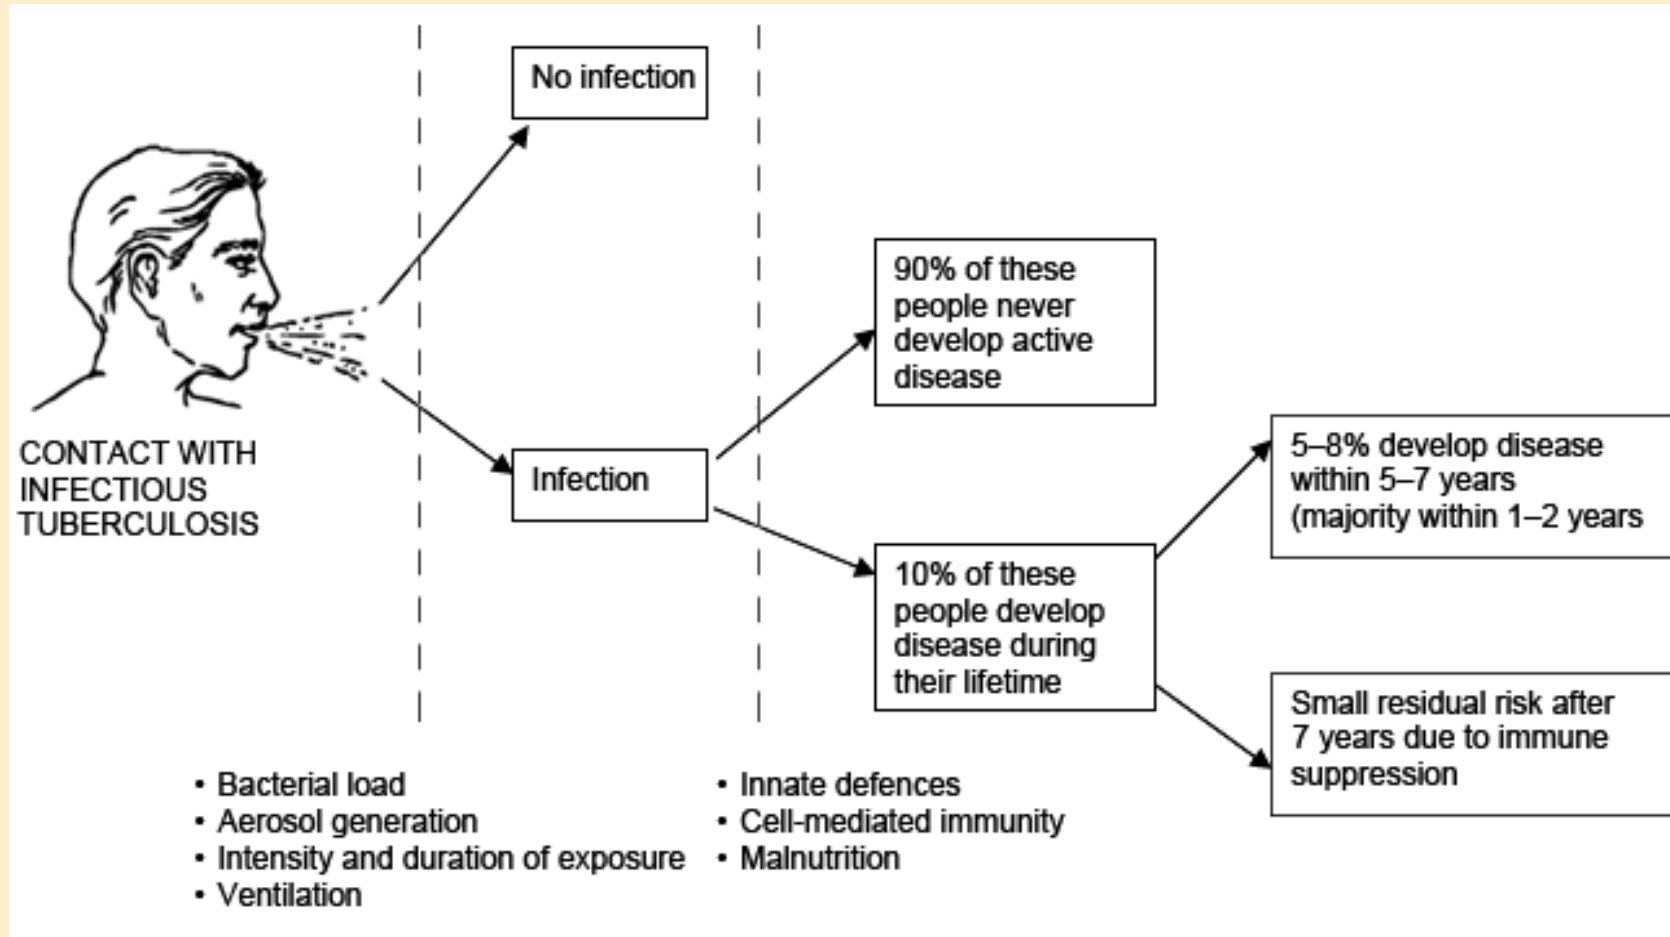 No infection
CONTACT WITH
INFECTIOUS
TUBERCULOSIS
Infection
90% of these
people never
develop active
disease
10% of these
people develop
disease during
their lifetime
5–8% develop disease
within 5–7 years
(majority within 1–2 years
Small residual risk after
7 years due to immune
suppression
• Bacterial load
• Aerosol generation
• Intensity and duration of exposure
• Ventilation
• Innate defences
• Cell-mediated immunity
• Malnutrition